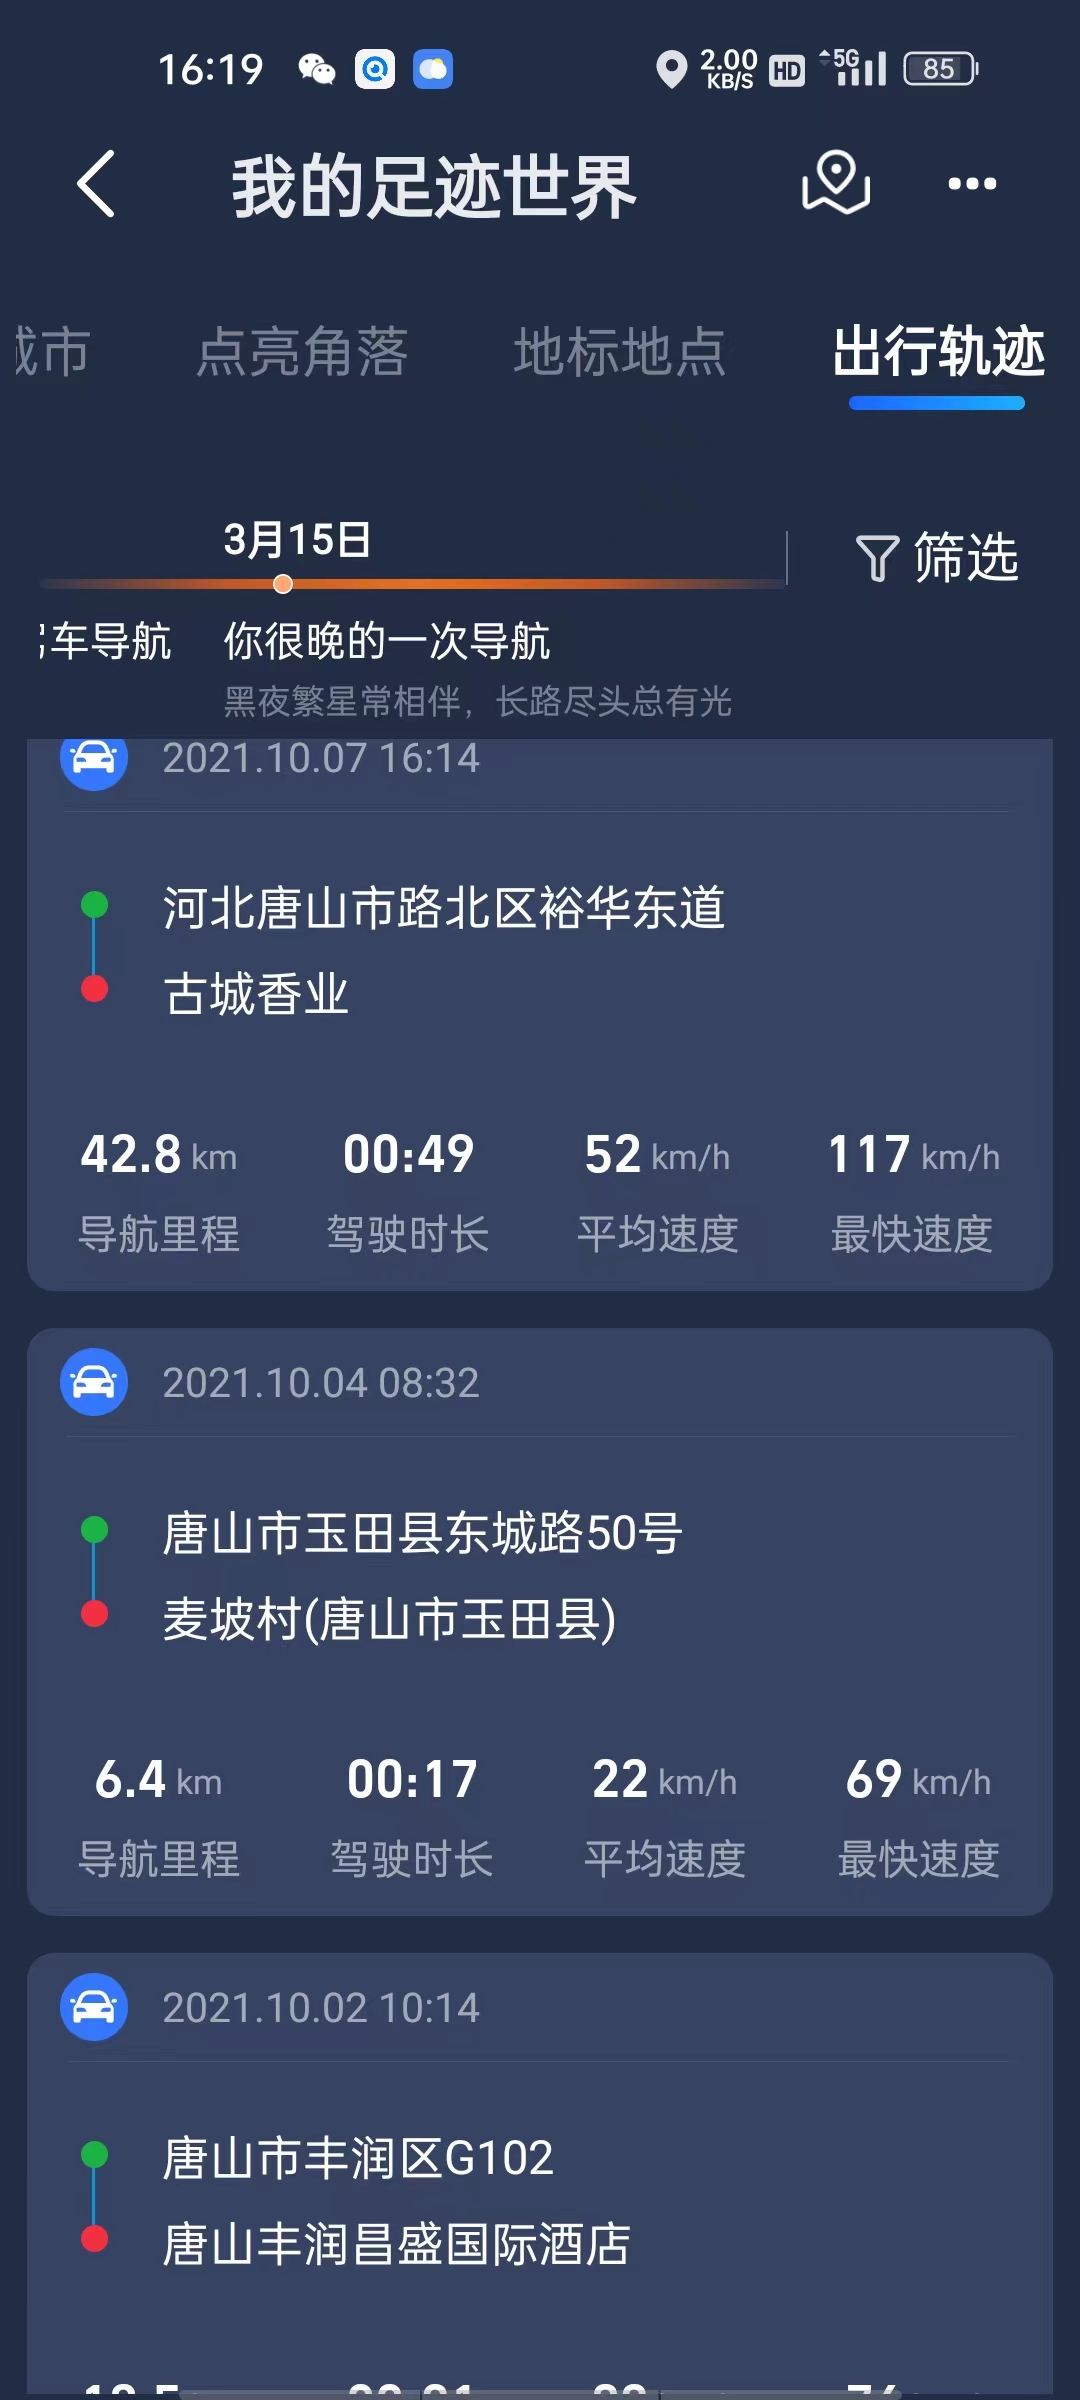 16:19 2.00 KB/S HD 5G 85
我的足迹世界
城市 点亮角落 地标地点 出行轨迹
3月15日
筛选
车导航 你很晚的一次导航
黑夜繁星常相伴，长路尽头总有光
2021.10.07 16:14
河北唐山市路北区裕华东道
古城香业
42.8 km 00:49 52 km/h 117 km/h
导航里程 驾驶时长 平均速度 最快速度
2021.10.04 08:32
唐山市玉田县东城路50号
麦坡村(唐山市玉田县)
6.4 km 00:17 22 km/h 69 km/h
导航里程 驾驶时长 平均速度 最快速度
2021.10.02 10:14
唐山市丰润区G102
唐山丰润昌盛国际酒店